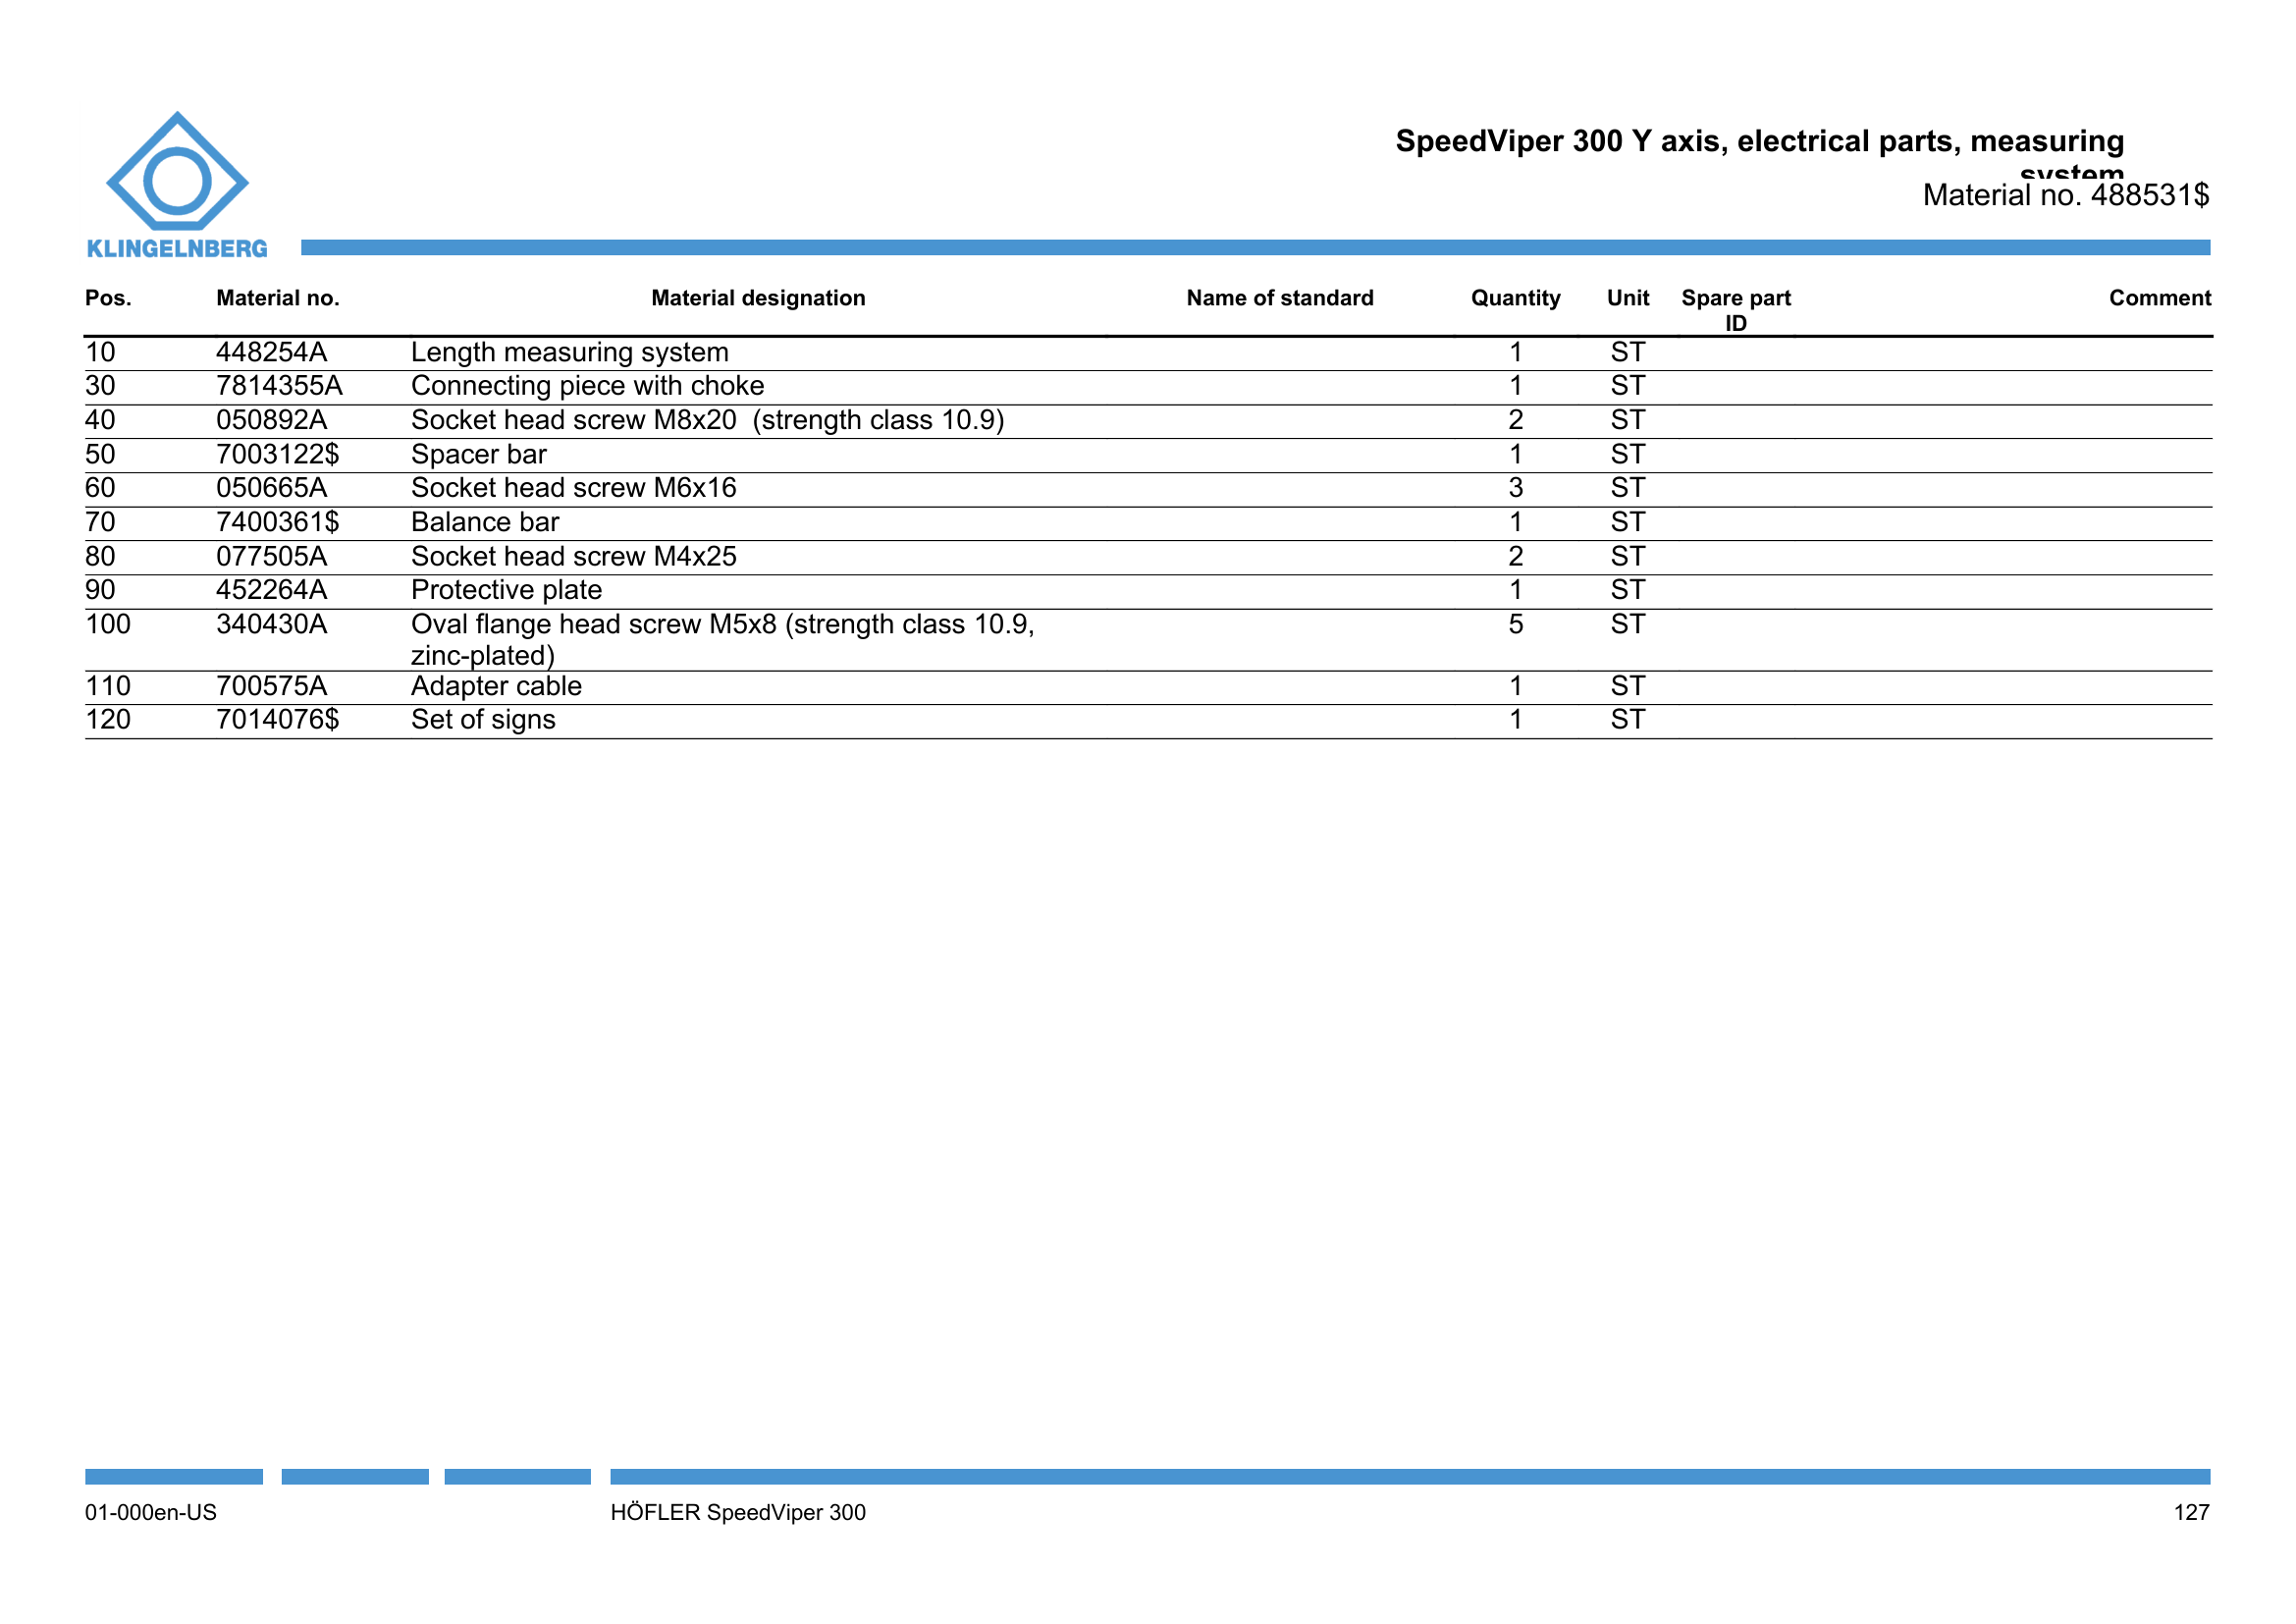 SpeedViper 300 Y axis, electrical parts, measuring
system
Material no. 488531$
KLINGELNBERG
Pos. Material no. Material designation Name of standard Quantity Unit Spare part Comment
ID
10 448254A Length measuring system 1 ST
30 7814355A Connecting piece with choke 1 ST
40 050892A Socket head screw M8x20  (strength class 10.9) 2 ST
50 7003122$ Spacer bar 1 ST
60 050665A Socket head screw M6x16 3 ST
70 7400361$ Balance bar 1 ST
80 077505A Socket head screw M4x25 2 ST
90 452264A Protective plate 1 ST
100 340430A Oval flange head screw M5x8 (strength class 10.9, 5 ST
zinc-plated)
110 700575A Adapter cable 1 ST
120 7014076$ Set of signs 1 ST
01-000en-US HÖFLER SpeedViper 300 127